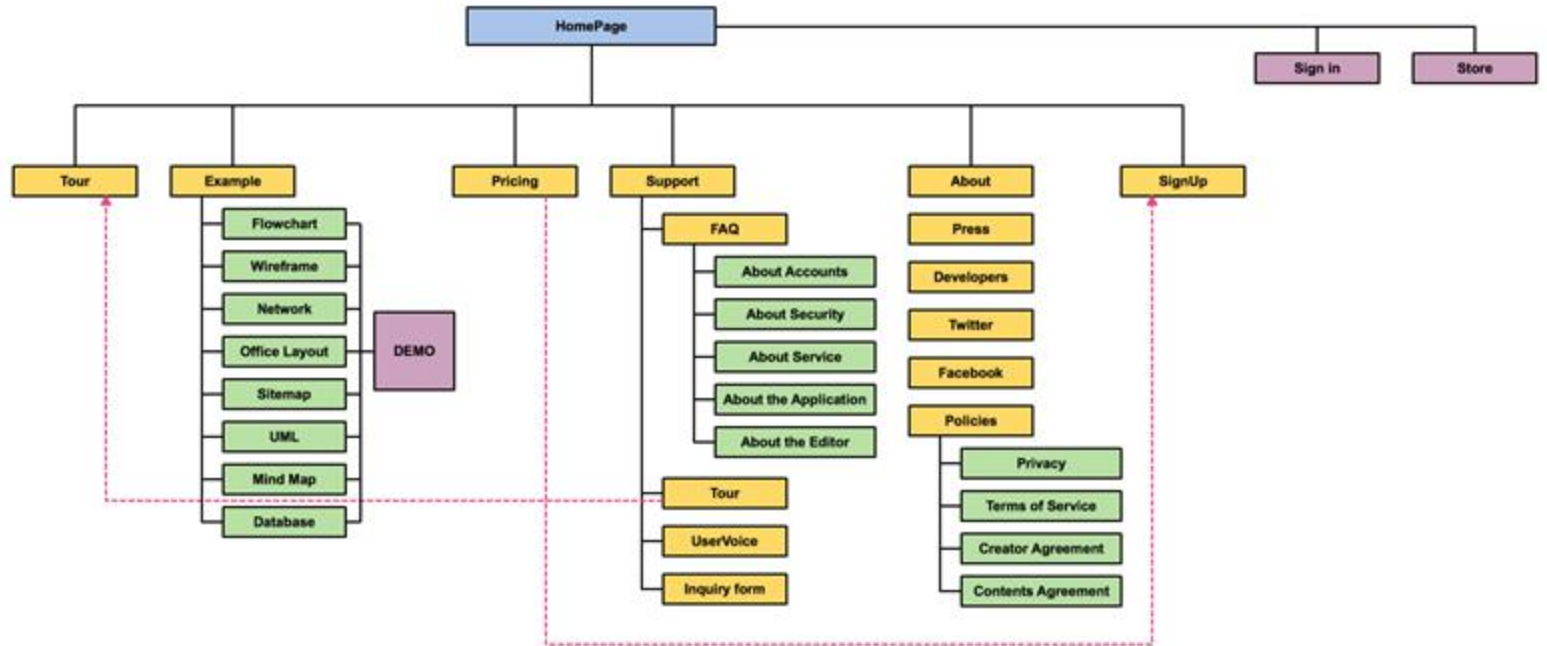 HomePage
Sign in
Store
Tour
Example
Pricing
Support
About
SignUp
Flowchart
Wireframe
Network
Office Layout
Sitemap
UML
Mind Map
Database
DEMO
FAQ
About Accounts
About Security
About Service
About the Application
About the Editor
Tour
UserVoice
Inquiry form
Press
Developers
Twitter
Facebook
Policies
Privacy
Terms of Service
Creator Agreement
Contents Agreement